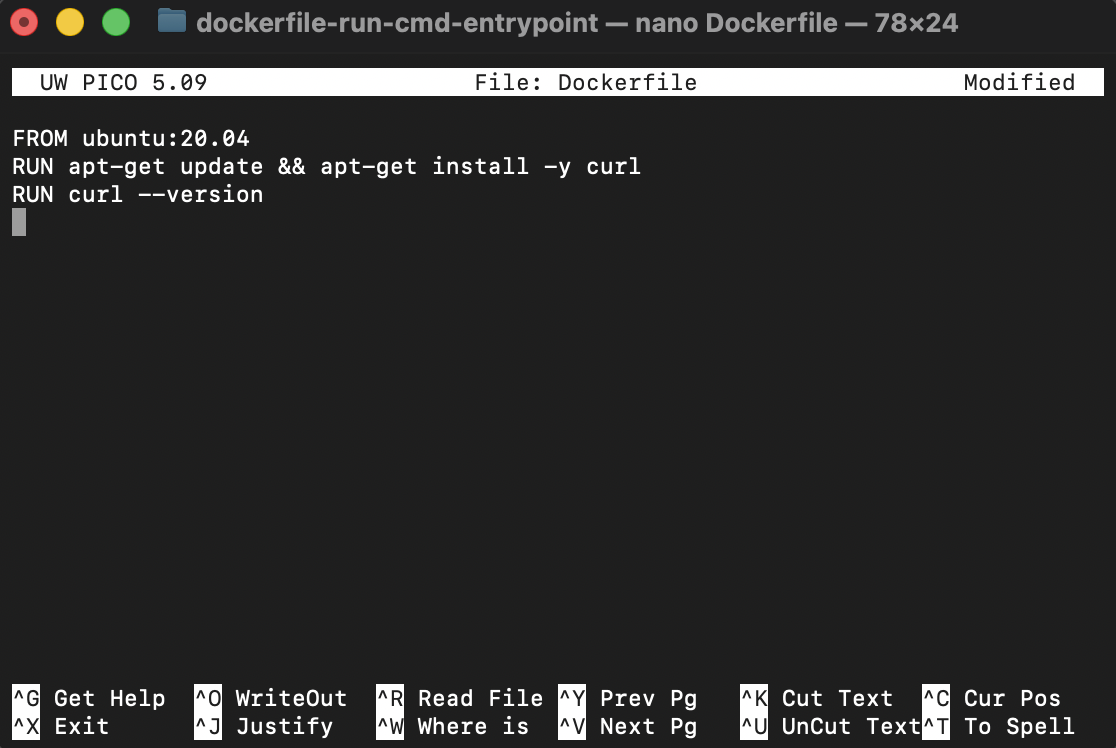 dockerfile-run-cmd-entrypoint — nano Dockerfile — 78×24
UW PICO 5.09 File: Dockerfile Modified
FROM ubuntu:20.04
RUN apt-get update && apt-get install -y curl
RUN curl --version
^G Get Help ^O WriteOut ^R Read File ^Y Prev Pg ^K Cut Text ^C Cur Pos
^X Exit ^J Justify ^W Where is ^V Next Pg ^U UnCut Text ^T To Spell